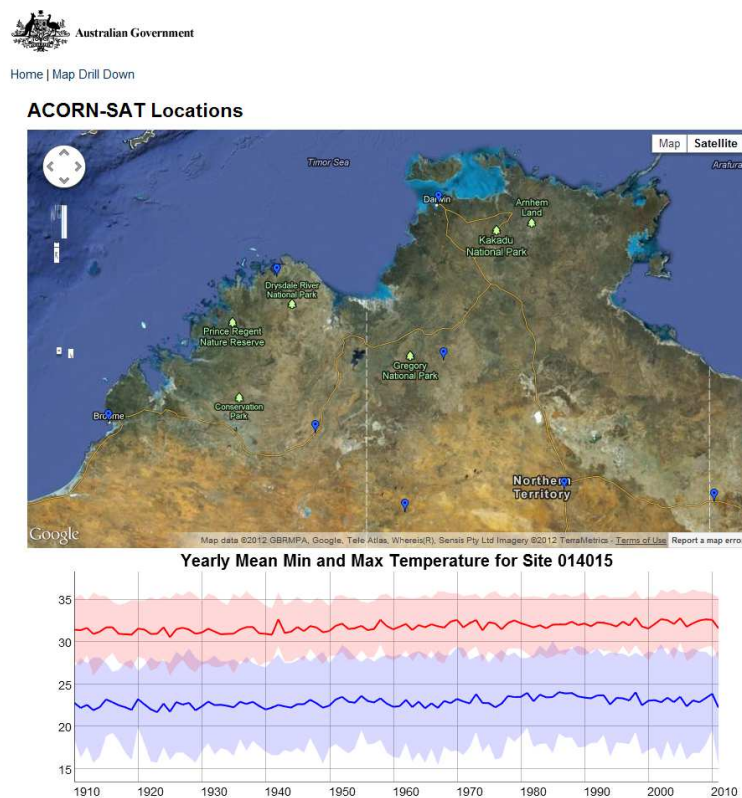 Australian Government
Home | Map Drill Down
ACORN-SAT Locations
Map Satellite
Timor Sea
Arafura
Darwin
Arnhem
Land
Kakadu
National Park
Drysdale River
National Park
Prince Regent
Nature Reserve
Gregory
National Park
Conservation
Park
Broome
Northern
Territory
Google
Map data ©2012 GBRMPA, Google, Tele Atlas, Whereis(R), Sensis Pty Ltd Imagery ©2012 TerraMetrics - Terms of Use Report a map error
Yearly Mean Min and Max Temperature for Site 014015
35
30
25
20
15
1910 1920 1930 1940 1950 1960 1970 1980 1990 2000 2010